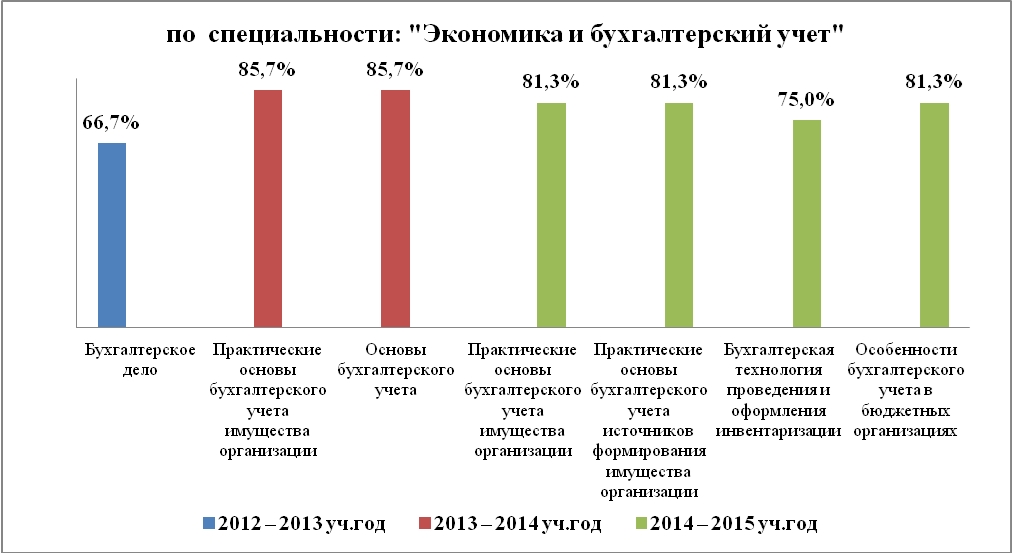 по специальности: "Экономика и бухгалтерский учет"
66,7%
85,7%
85,7%
81,3%
81,3%
75,0%
81,3%
Бухгалтерское
дело
Практические
основы
бухгалтерского
учета
имущества
организации
Основы
бухгалтерского
учета
Практические
основы
бухгалтерского
учета
имущества
организации
Практические
основы
бухгалтерского
учета
источников
формирования
имущества
организации
Бухгалтерская
технология
проведения и
оформления
инвентаризации
Особенности
бухгалтерского
учета в
бюджетных
организациях
2012 – 2013 уч.год
2013 – 2014 уч.год
2014 – 2015 уч.год